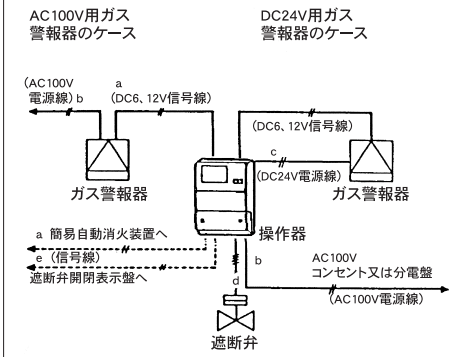 AC100V用ガス
警報器のケース
DC24V用ガス
警報器のケース
(AC100V
電源線) b
a
(DC6、12V信号線)
(DC6、12V信号線)
c
(DC24V電源線)
ガス警報器
ガス警報器
操作器
a 簡易自動消火装置へ
e (信号線)
遮断弁開閉表示盤へ
b
d
AC100V
コンセント又は分電盤
(AC100V電源線)
遮断弁